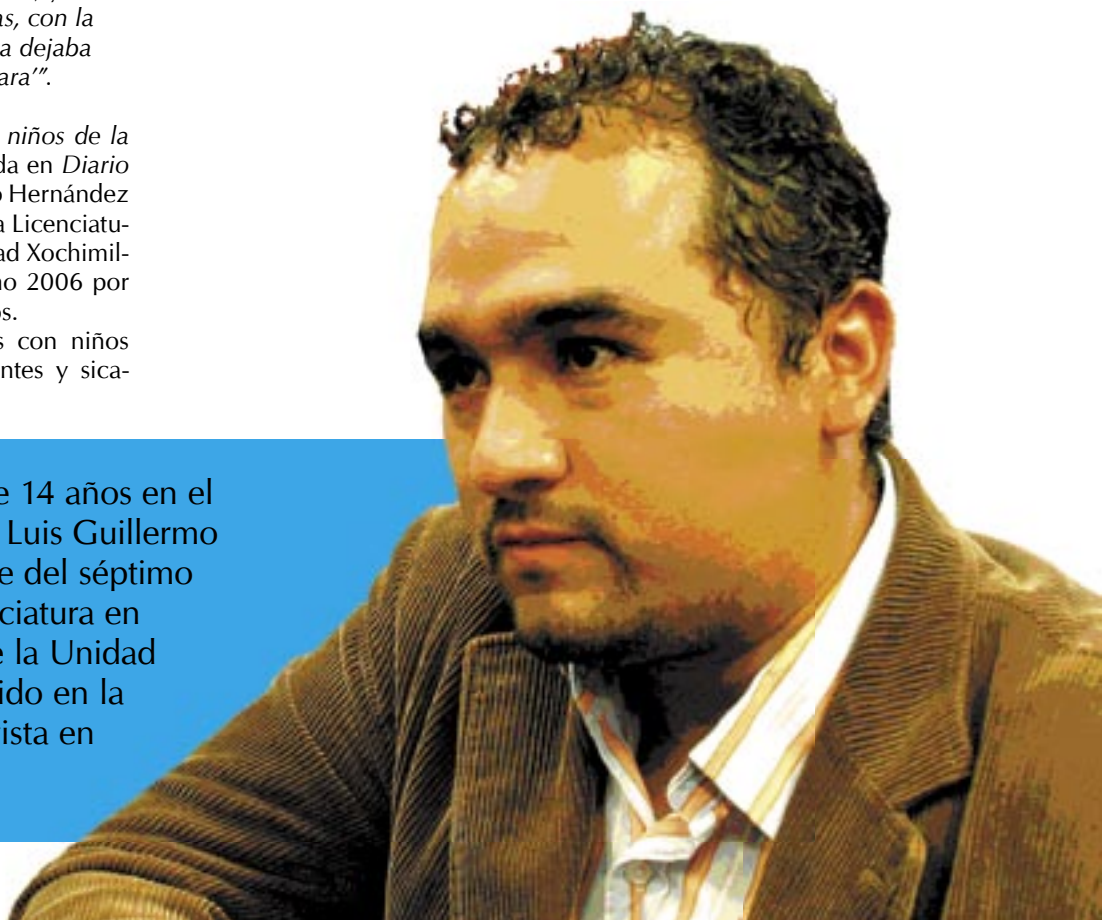 as, con la
a dejaba
ara'".
niños de la
da en Diario
o Hernández
a Licenciatu-
ad Xochimil-
no 2006 por
os.
s con niños
ntes y sica-
e 14 años en el
Luis Guillermo
e del séptimo
ciatura en
e la Unidad
ido en la
ista en